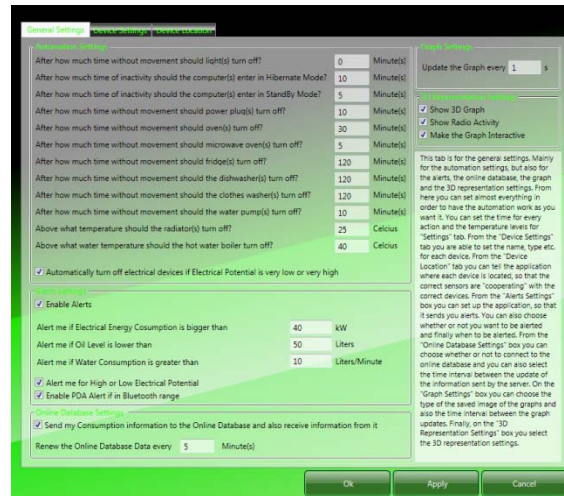 General Settings Device Settings Device Location
Automation Settings
After how much time without movement should light(s) turn off? 0 Minute(s)
After how much time of inactivity should the computer(s) enter in Hibernate Mode? 10 Minute(s)
After how much time of inactivity should the computer(s) enter in StandBy Mode? 5 Minute(s)
After how much time without movement should power plug(s) turn off? 10 Minute(s)
After how much time without movement should oven(s) turn off? 30 Minute(s)
After how much time without movement should microwave oven(s) turn off? 5 Minute(s)
After how much time without movement should fridge(s) turn off? 120 Minute(s)
After how much time without movement should the dishwasher(s) turn off? 120 Minute(s)
After how much time without movement should the clothes washer(s) turn off? 120 Minute(s)
After how much time without movement should the water pump(s) turn off? 10 Minute(s)
Above what temperature should the radiator(s) turn off? 25 Celcius
Above what water temperature should the hot water boiler turn off? 40 Celcius
Automatically turn off electrical devices if Electrical Potential is very low or very high
Alerts Settings
Enable Alerts
Alert me if Electrical Energy Cosumption is bigger than 40 kW
Alert me if Oil Level is lower than 50 Liters
Alert me if Water Consumption is greater than 10 Liters/Minute
Alert me for High or Low Electrical Potential
Enable PDA Alert if in Bluetooth range
Online Database Settings
Send my Consumption information to the Online Database and also receive information from it
Renew the Online Database Data every 5 Minute(s)
Graph Settings
Update the Graph every 1 s
3D Representation Settings
Show 3D Graph
Show Radio Activity
Make the Graph Interactive
This tab is for the general settings. Mainly
for the automation settings, but also for
the alerts, the online database, the graph
and the 3D representation settings. From
here you can set almost everything in
order to have the automation work as you
want it. You can set the time for every
action and the temperature levels for
"Settings" tab. From the "Device Settings"
tab you are able to set the name, type etc.
for each device. From the "Device
Location" tab you can tell the application
where each device is located, so that the
correct sensors are "cooperating" with the
correct devices. From the "Alerts Settings"
box you can set up the application, so that
it sends you alerts. You can also choose
whether or not you want to be alerted
and finally when to be alerted. From the
"Online Database Settings" box you can
choose whether or not to connect to the
online database and you can also select
the time interval between the update of
the information sent by the server. On the
"Graph Settings" box you can choose the
type of the saved image of the graphs and
also the time interval between the graph
updates. Finally, on the "3D
Representation Settings" box you select
the 3D representation settings.
Ok Apply Cancel